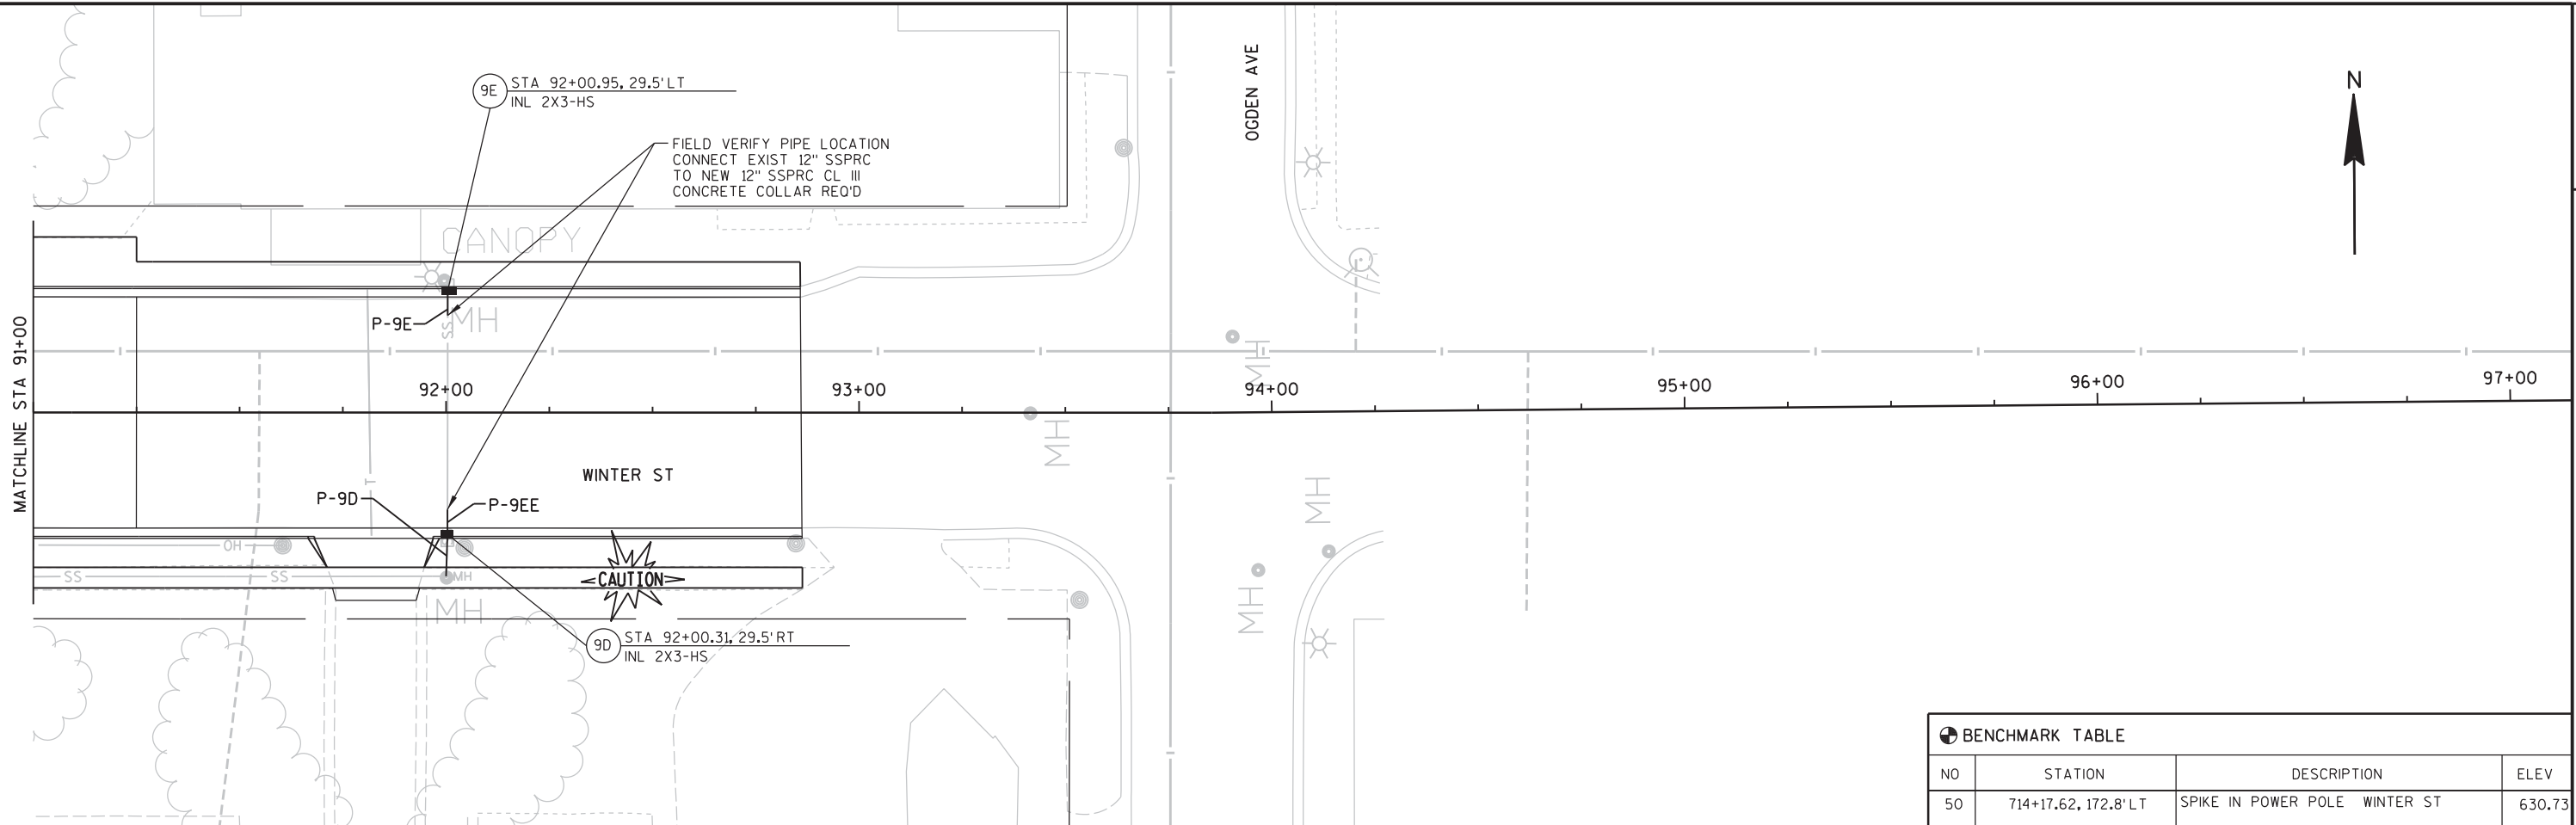 9E
STA 92+00.95, 29.5' LT
INL 2X3-HS
FIELD VERIFY PIPE LOCATION
CONNECT EXIST 12" SSPRC
TO NEW 12" SSPRC CL III
CONCRETE COLLAR REQ'D
OGDEN AVE
N
CANOPY
MATCHLINE STA 91+00
P-9E
SS
MH
MH
92+00
93+00
94+00
95+00
96+00
97+00
MH
T
WINTER ST
P-9D
P-9EE
MH
OH
SS
SS
MH
CAUTION
MH
MH
9D
STA 92+00.31, 29.5' RT
INL 2X3-HS
BENCHMARK TABLE
NO STATION DESCRIPTION ELEV
50 714+17.62, 172.8' LT SPIKE IN POWER POLE WINTER ST 630.73